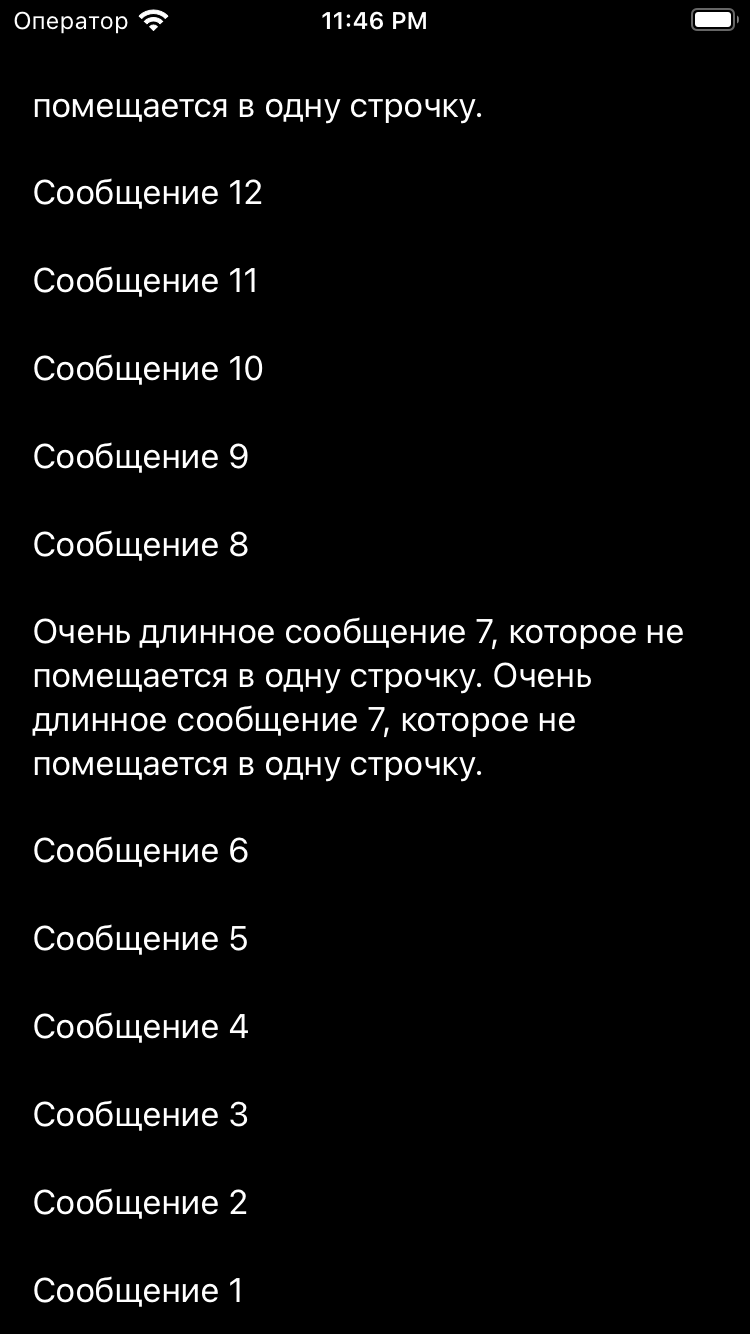 Оператор 11:46 PM
помещается в одну строчку.
Сообщение 12
Сообщение 11
Сообщение 10
Сообщение 9
Сообщение 8
Очень длинное сообщение 7, которое не
помещается в одну строчку. Очень
длинное сообщение 7, которое не
помещается в одну строчку.
Сообщение 6
Сообщение 5
Сообщение 4
Сообщение 3
Сообщение 2
Сообщение 1